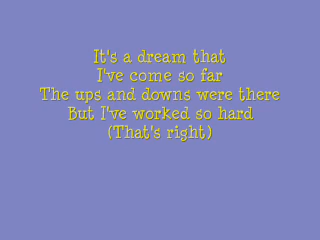 It's a dream that
I've come so far
The ups and downs were there
But I've worked so hard
(That's right)